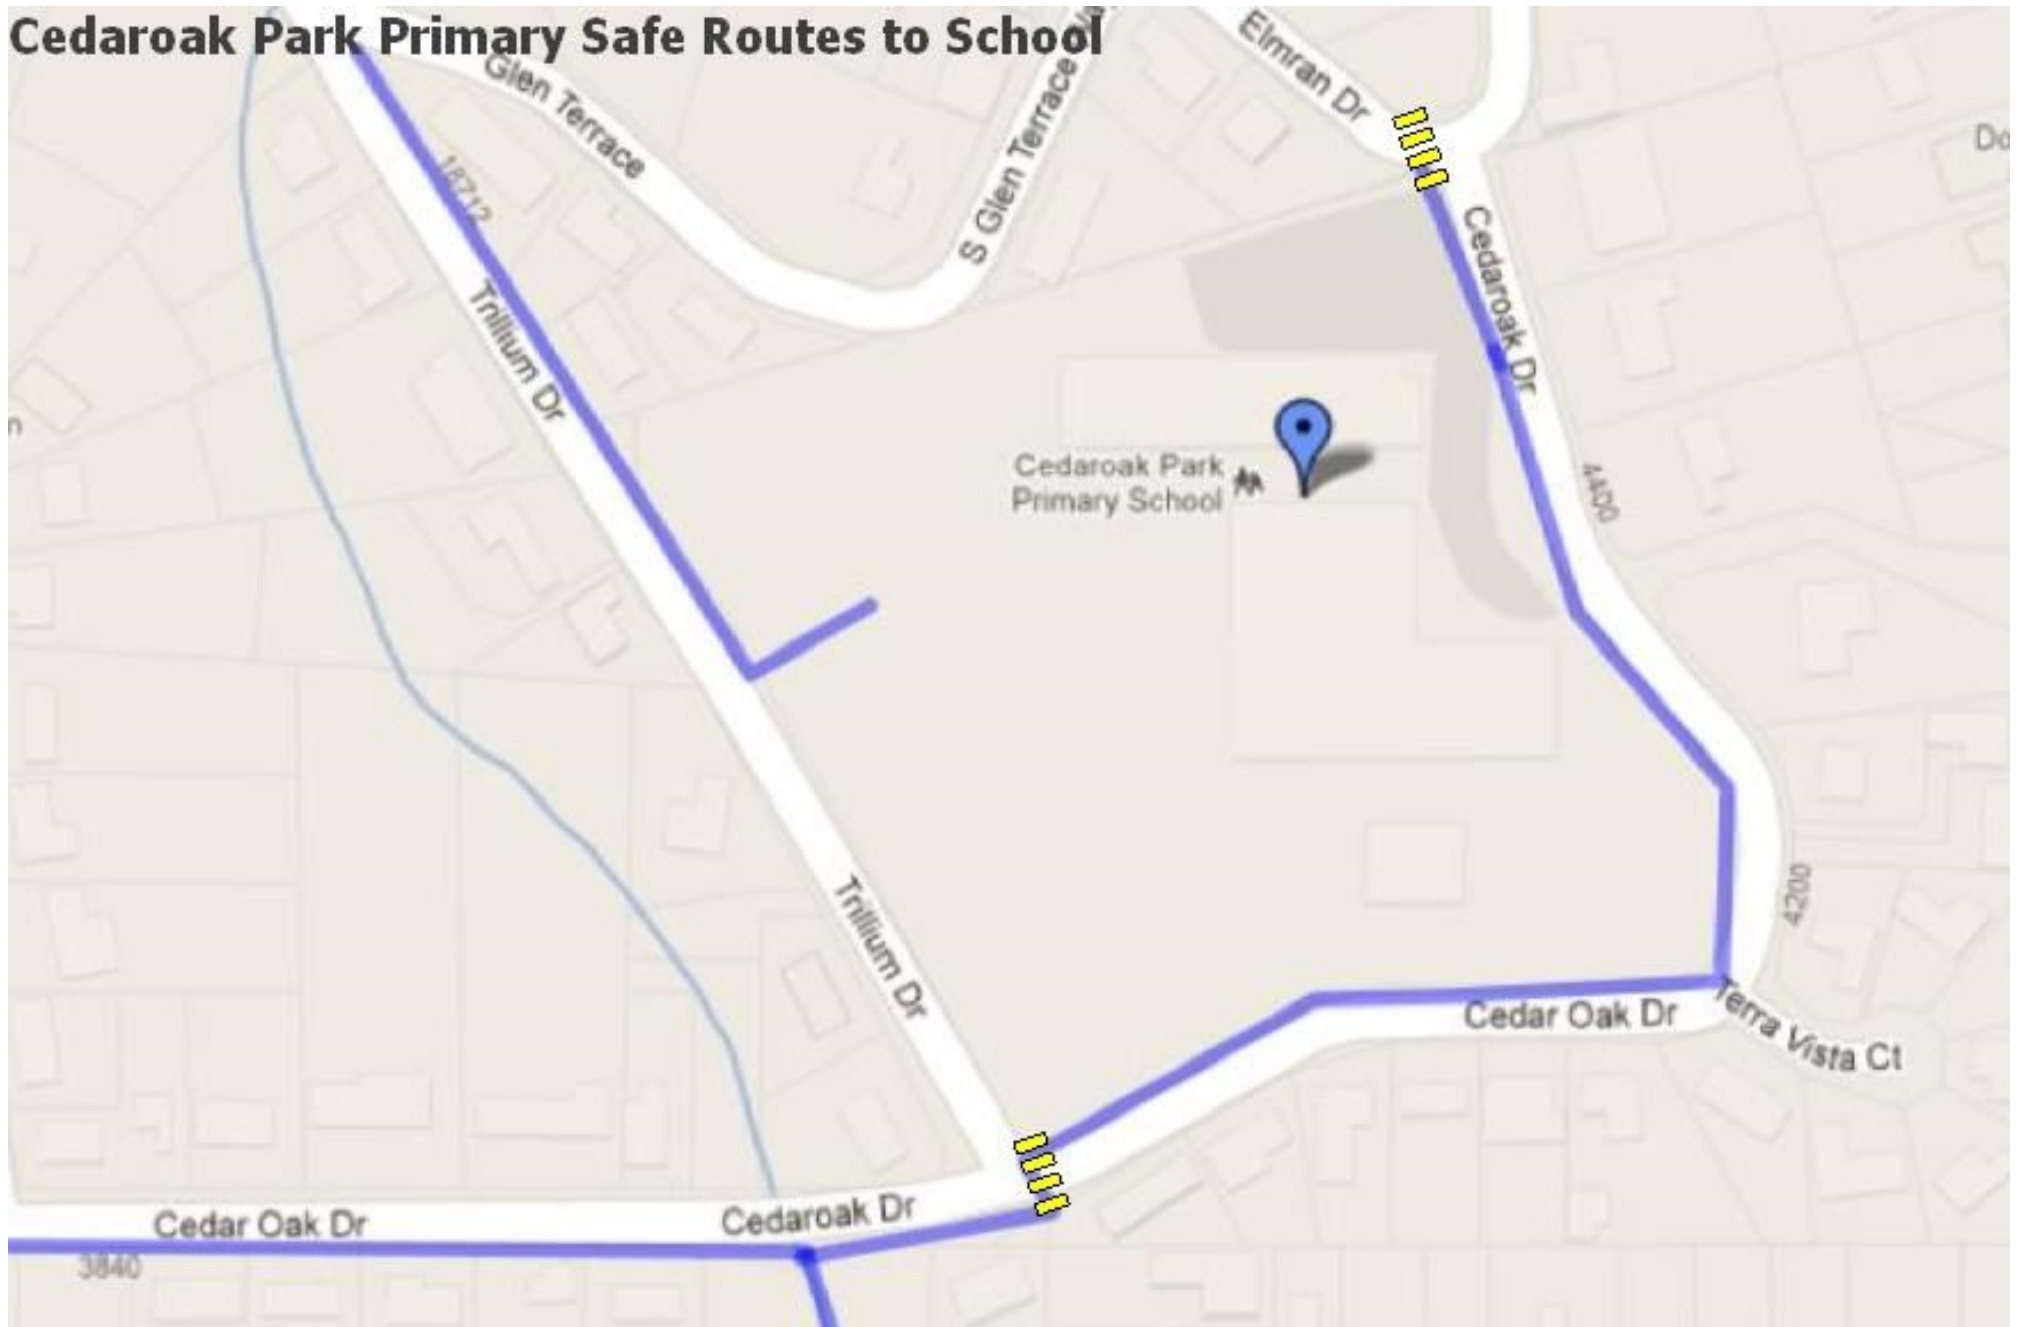 Cedaroak Park Primary Safe Routes to School
Glen Terrace
S Glen Terrace
Elmran Dr
18712
Trillium Dr
Cedaroak Dr
Cedaroak Park
Primary School
4400
4200
Trillium Dr
Cedar Oak Dr
Terra Vista Ct
Cedaroak Dr
Cedar Oak Dr
3840